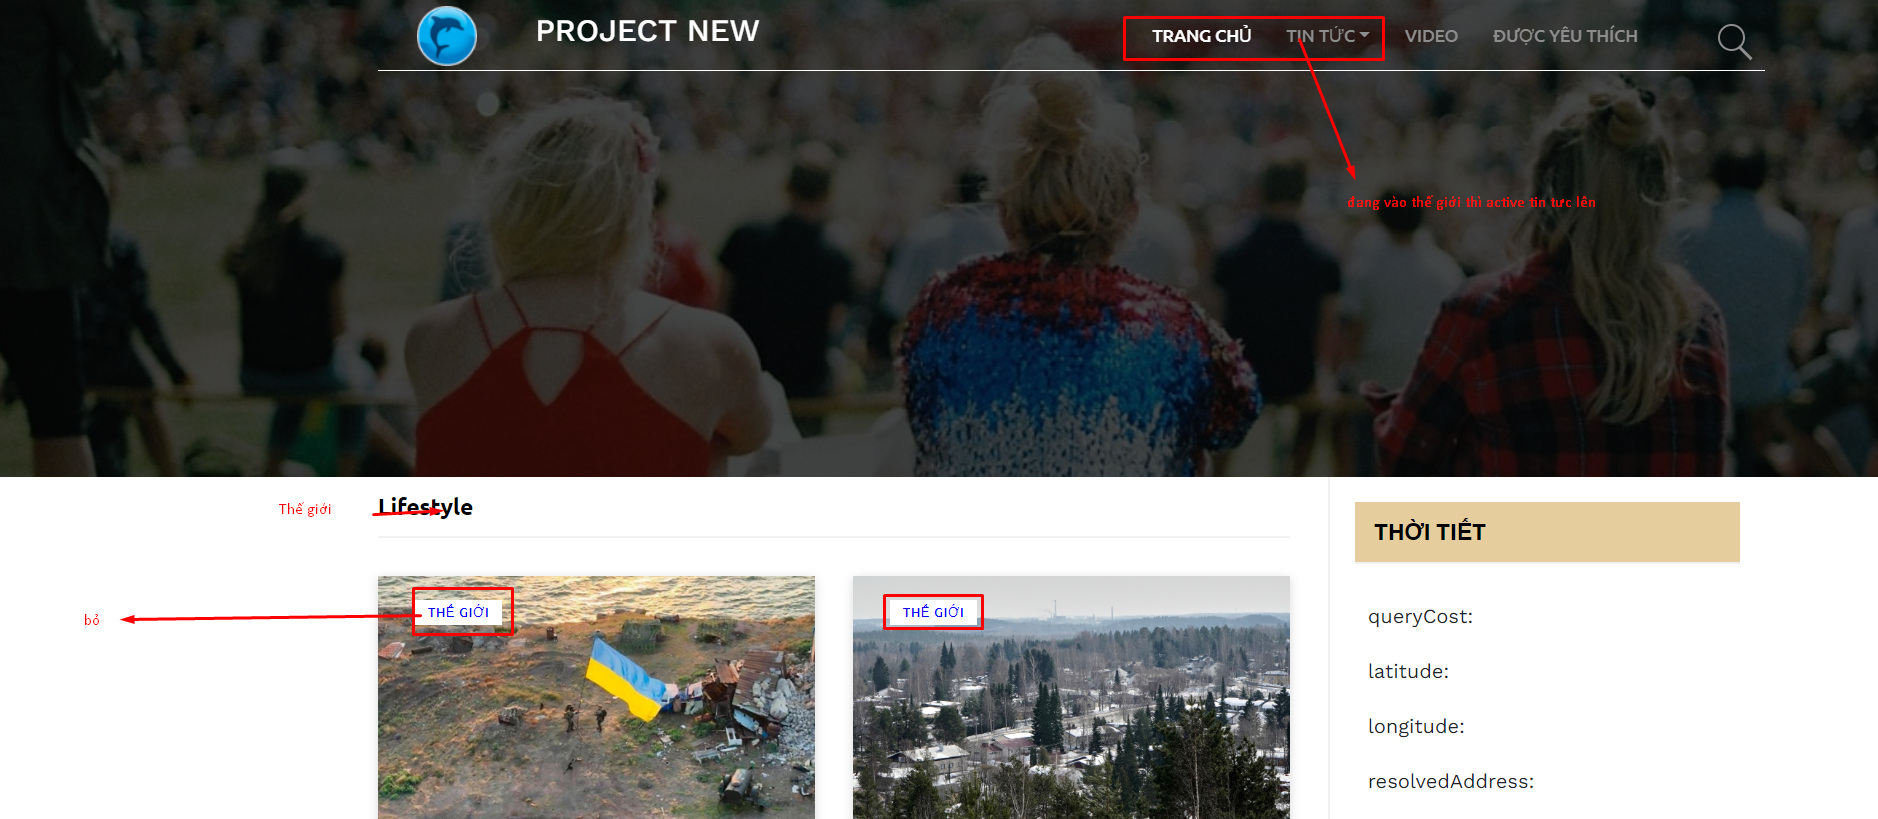 PROJECT NEW
TRANG CHỦ TIN TỨC VIDEO ĐƯỢC YÊU THÍCH
đang vào thế giới thì active tin tưc lên
Thế giới
Lifestyle
THỜI TIẾT
bỏ
THẾ GIỚI
THẾ GIỚI
queryCost:
latitude:
longitude:
resolvedAddress: